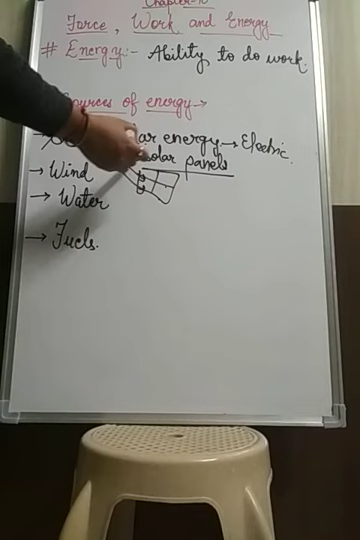 Chapter-10
Force, Work and Energy
# Energy:- Ability to do work.
Sources of energy→
ar energy → Electric.
solar panels
→ Wind
→ Water
→ Fuels.